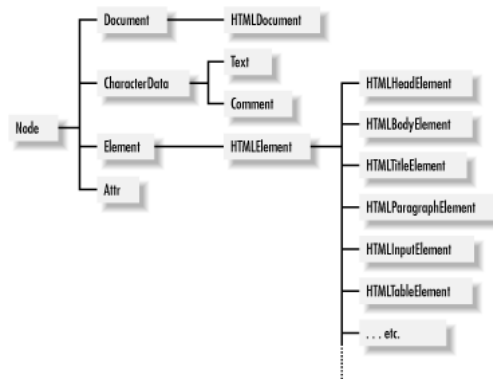 Document
HTMLDocument
Text
CharacterData
HTMLHeadElement
Comment
HTMLBodyElement
Node
Element
HTMLElement
HTMLTitleElement
Attr
HTMLParagraphElement
HTMLInputElement
HTMLTableElement
. . . etc.